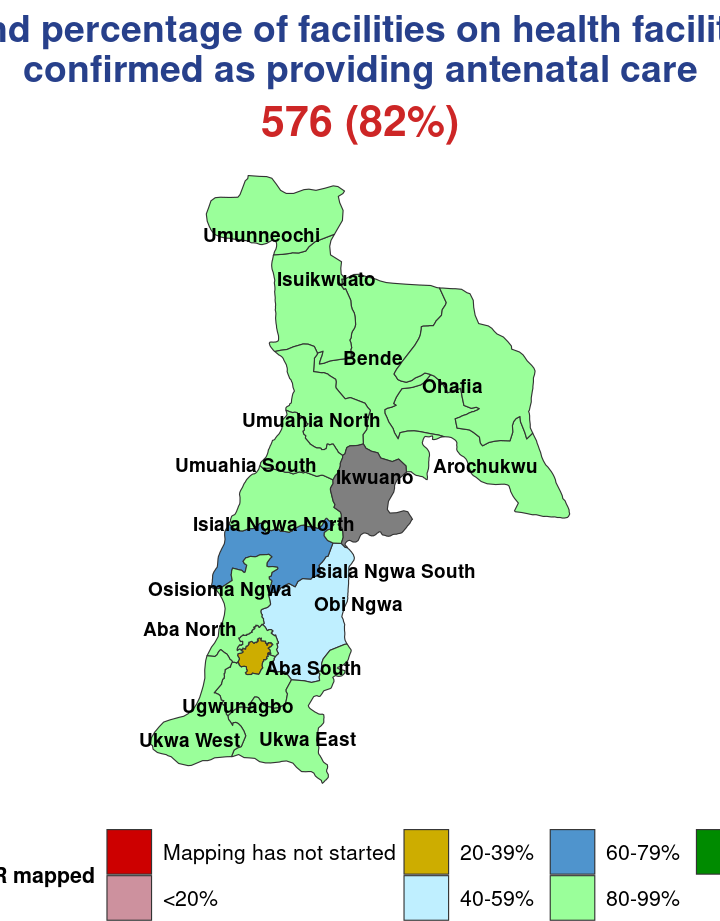 percentage of facilities on health
confirmed as providing antenatal care
576 (82%)
Umunneochi
Isuikwuato
Bende
Ohafia
Umuahia North
Umuahia South
Arochukwu
Ikwuano
Isiala Ngwa North
Isiala Ngwa South
Osisioma Ngwa
Obi Ngwa
Aba North
Aba South
Ugwunagbo
Ukwa West
Ukwa East
mapped
Mapping has not started
20-39%
60-79%
<20%
40-59%
80-99%